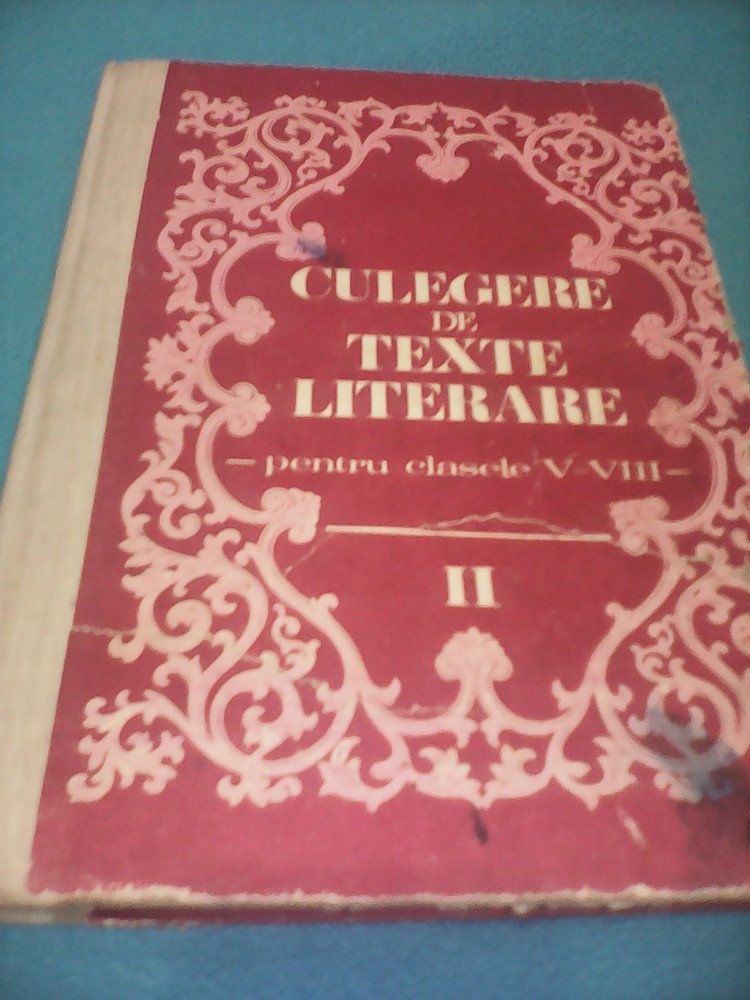 CULEGERE
DE
TEXTE
LITERARE
- pentru clasele V-VIII -
II